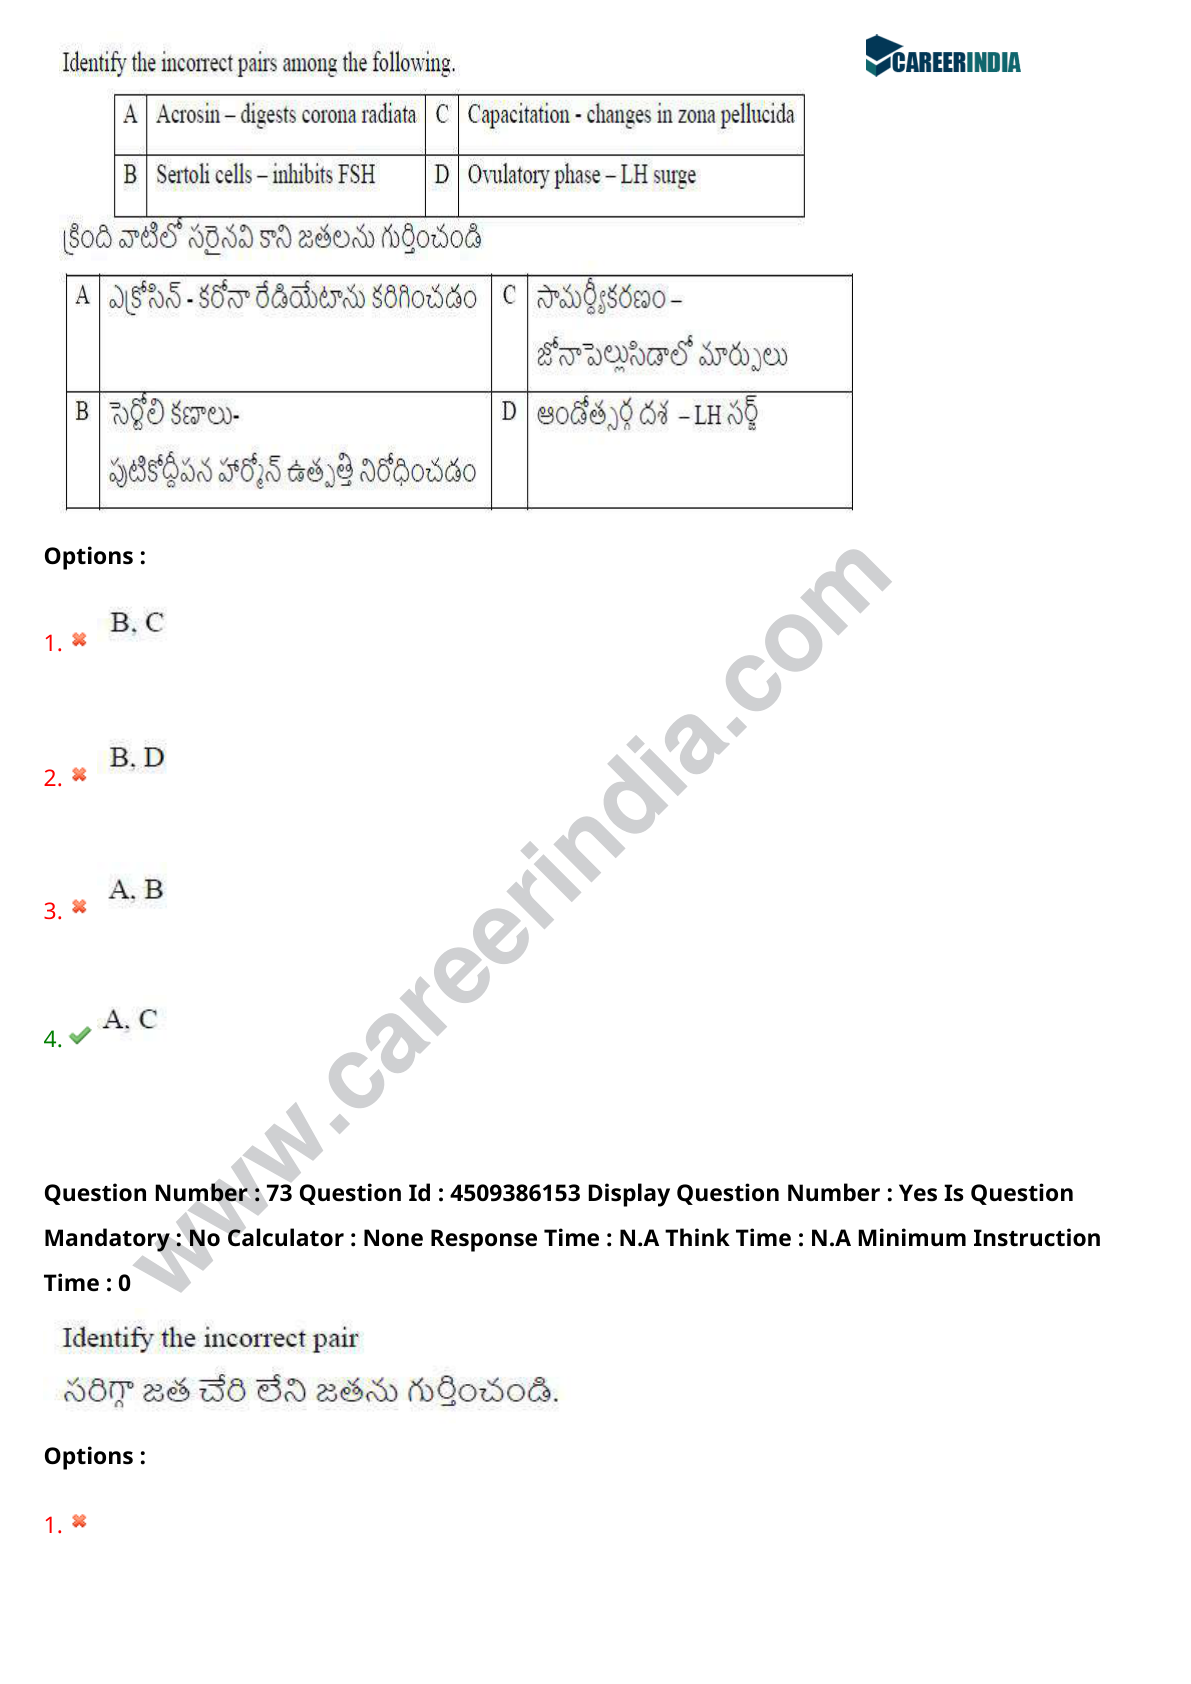 CAREERINDIA
Identify the incorrect pairs among the following.
A Acrosin – digests corona radiata C Capacitation - changes in zona pellucida
B Sertoli cells – inhibits FSH D Ovulatory phase – LH surge
క్రింది వాటిలో సరైనవి కాని జతలను గుర్తించండి
A ఎక్రోసిన్ - కరోనా రేడియేటాను కరిగించడం C సామర్థ్యీకరణం –
జోనాపెల్లుసిడాలో మార్పులు
B సెర్టోలి కణాలు- D ఆండోత్సర్గ దశ – LH సర్జ్
పుటికోద్దీపన హార్మోన్ ఉత్పత్తి నిరోధించడం
Options :
1. B, C
2. B, D
3. A, B
4. A, C
www.careerindia.com
Question Number : 73 Question Id : 4509386153 Display Question Number : Yes Is Question
Mandatory : No Calculator : None Response Time : N.A Think Time : N.A Minimum Instruction
Time : 0
Identify the incorrect pair
సరిగ్గా జత చేరి లేని జతను గుర్తించండి.
Options :
1.